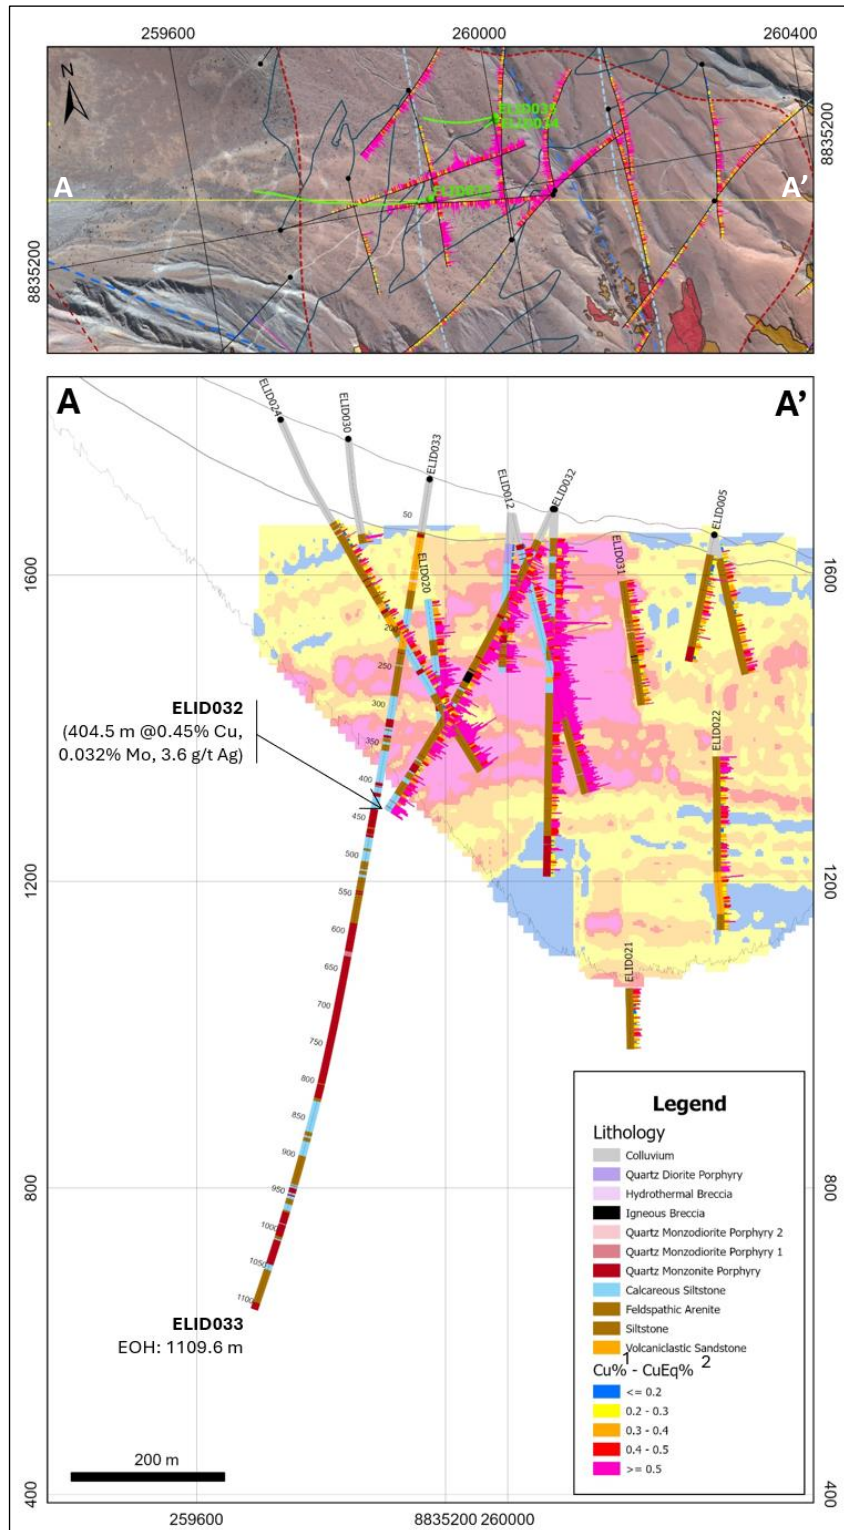 259600 260000 260400
N
ELID035
ELID034
8835200
A A'
ELID033
8835200
A A'
ELID024
ELID030
ELID033
ELID012
ELID032
ELID005
50
1600 1600
ELID020
ELID031
200
250
300
350
400
450
500
550
600
650
700
750
800
850
900
950
1000
1050
1100
ELID032
(404.5 m @0.45% Cu,
0.032% Mo, 3.6 g/t Ag)
ELID022
1200 1200
ELID021
800 800
ELID033
EOH: 1109.6 m
Legend
Lithology
Colluvium
Quartz Diorite Porphyry
Hydrothermal Breccia
Igneous Breccia
Quartz Monzodiorite Porphyry 2
Quartz Monzodiorite Porphyry 1
Quartz Monzonite Porphyry
Calcareous Siltstone
Feldspathic Arenite
Siltstone
Volcaniclastic Sandstone
Cu%1 - CuEq% 2
<= 0.2
0.2 - 0.3
0.3 - 0.4
0.4 - 0.5
>= 0.5
200 m
400 400
259600 8835200 260000